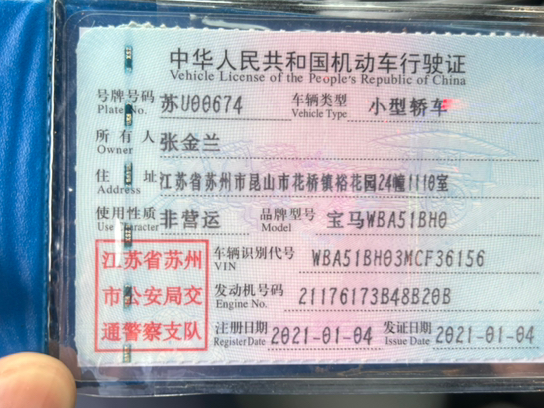 中华人民共和国机动车行驶证
Vehicle License of the People's Republic of China
号牌号码 苏U00674 车辆类型 小型轿车
Plate No. Vehicle Type
所有人 张金兰
Owner
住址 江苏省苏州市昆山市花桥镇裕花园24幢1110室
Address
使用性质 非营运 品牌型号 宝马WBA51BH0
Use Character Model
江苏省苏州 车辆识别代号 WBA51BH03MCF36156
VIN
市公安局交 发动机号码 21176173B48B20B
Engine No.
通警察支队 注册日期 2021-01-04 发证日期 2021-01-04
Register Date Issue Date